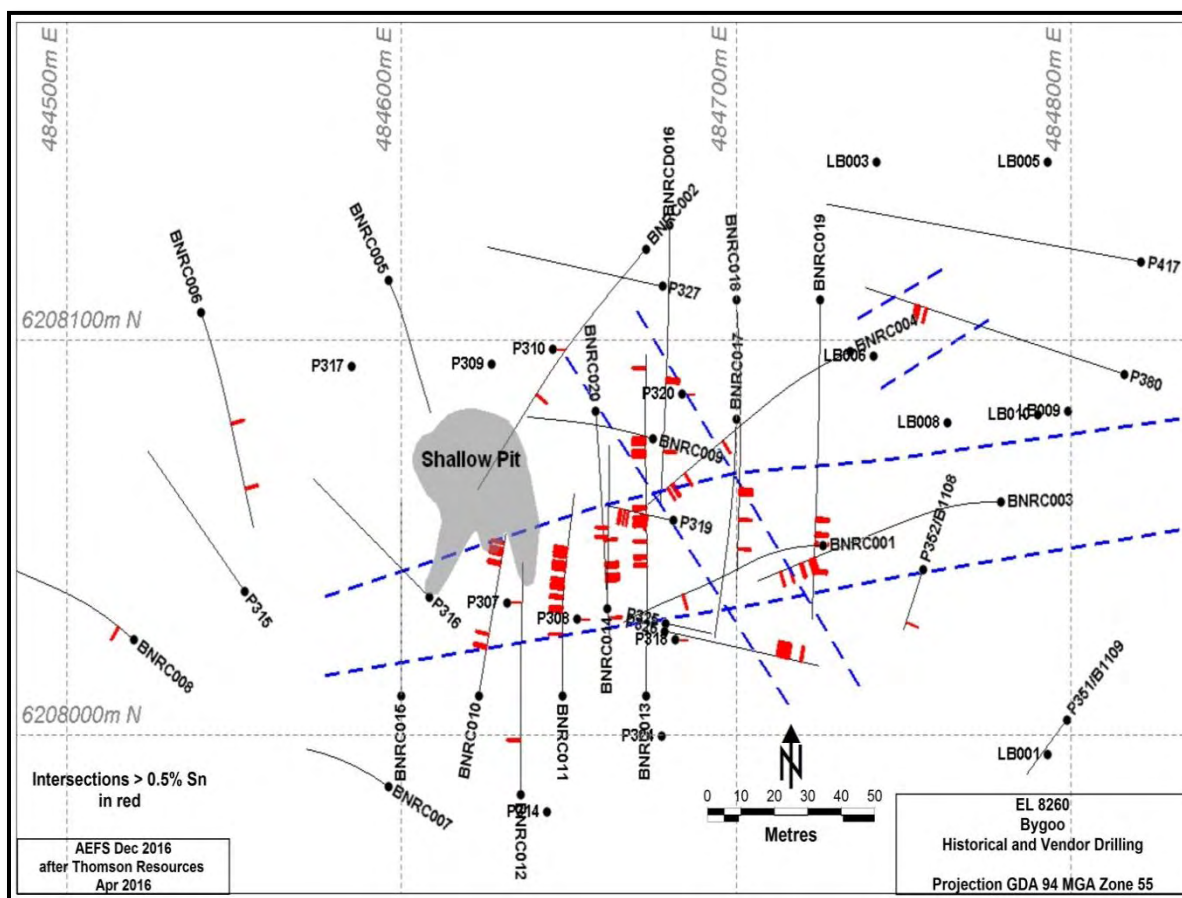 484500m E
484600m E
484700m E
484800m E
BNRCD016
LB003
LB005
BNRC002
BNRC005
BNRC006
BNRC018
BNRC019
P417
P327
6208100m N
BNRC004
P310
P317
P309
LB006
BNRC020
BNRC017
P380
P320
LB010
LB009
LB008
BNRC009
Shallow Pit
BNRC003
P319
P352/B1108
BNRC001
P315
P316
P307
P308
BNRC014
P325
P326
P318
BNRC008
6208000m N
BNRC015
BNRC010
BNRC011
BNRC013
P324
P351/B1109
LB001
N
Intersections > 0.5% Sn
in red
BNRC007
BNRC012
P214
0 10 20 30 40 50
Metres
AEFS Dec 2016
after Thomson Resources
Apr 2016
EL 8260
Bygoo
Historical and Vendor Drilling
Projection GDA 94 MGA Zone 55